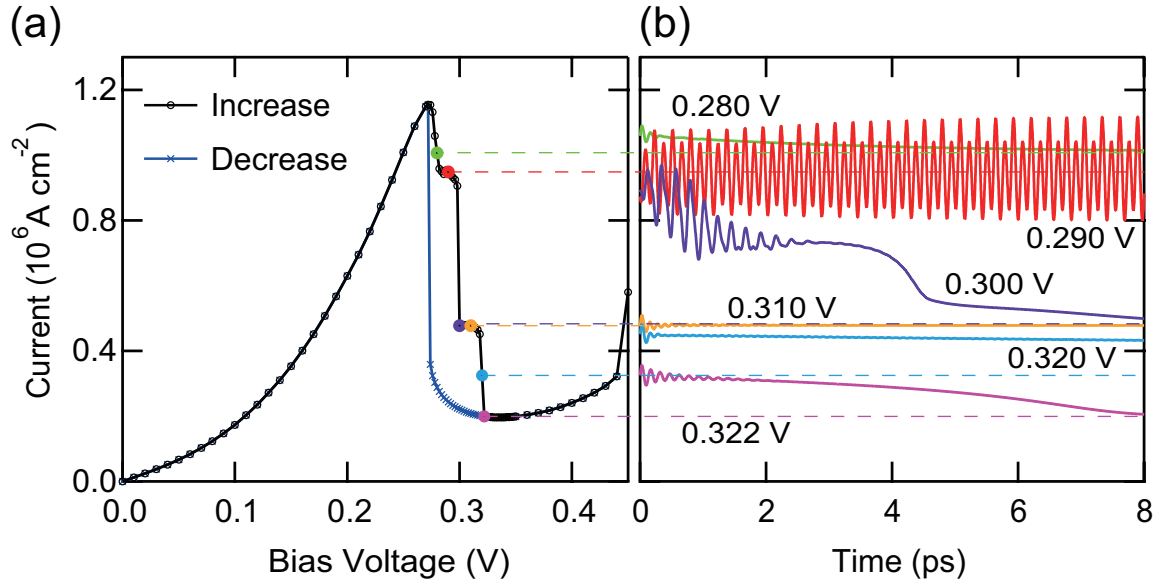 (a)
Current (10⁶A cm⁻²)
1.2
0.8
0.4
0.0
Increase
Decrease
0.0 0.1 0.2 0.3 0.4
Bias Voltage (V)
(b)
0.280 V
0.290 V
0.300 V
0.310 V
0.320 V
0.322 V
0 2 4 6 8
Time (ps)